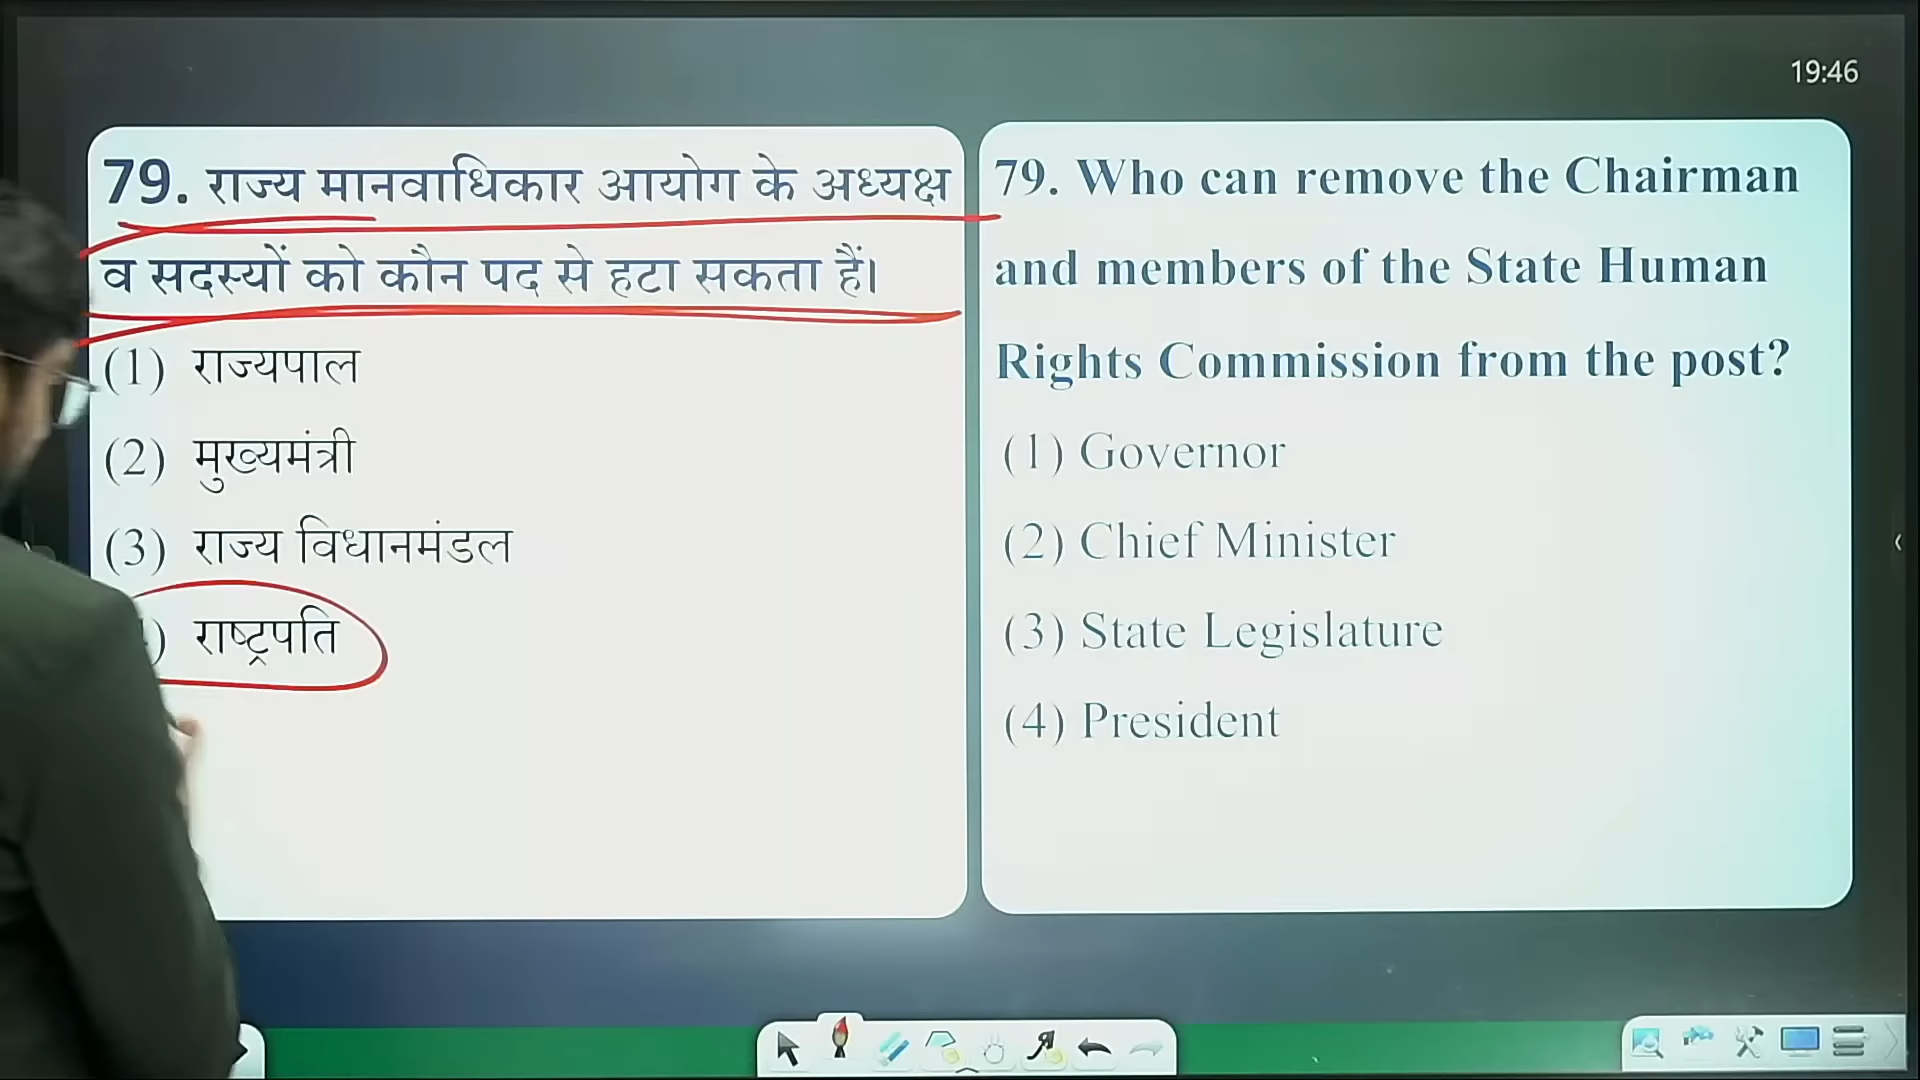 19:46
79. राज्य मानवाधिकार आयोग के अध्यक्ष
व सदस्यों को कौन पद से हटा सकता हैं।
(1) राज्यपाल
(2) मुख्यमंत्री
(3) राज्य विधानमंडल
) राष्ट्रपति
79. Who can remove the Chairman
and members of the State Human
Rights Commission from the post?
(1) Governor
(2) Chief Minister
(3) State Legislature
(4) President